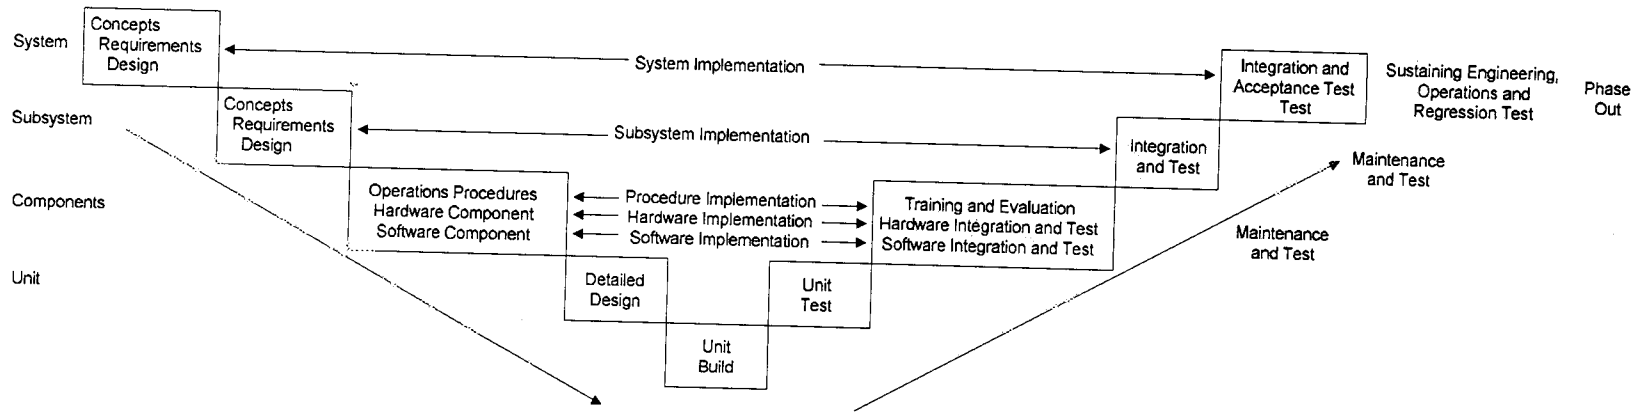 System
Concepts
Requirements
Design
System Implementation
Integration and
Acceptance Test
Test
Sustaining Engineering,
Operations and
Regression Test
Phase
Out
Subsystem
Concepts
Requirements
Design
Subsystem Implementation
Integration
and Test
Maintenance
and Test
Components
Operations Procedures
Hardware Component
Software Component
Procedure Implementation
Hardware Implementation
Software Implementation
Training and Evaluation
Hardware Integration and Test
Software Integration and Test
Maintenance
and Test
Unit
Detailed
Design
Unit
Test
Unit
Build